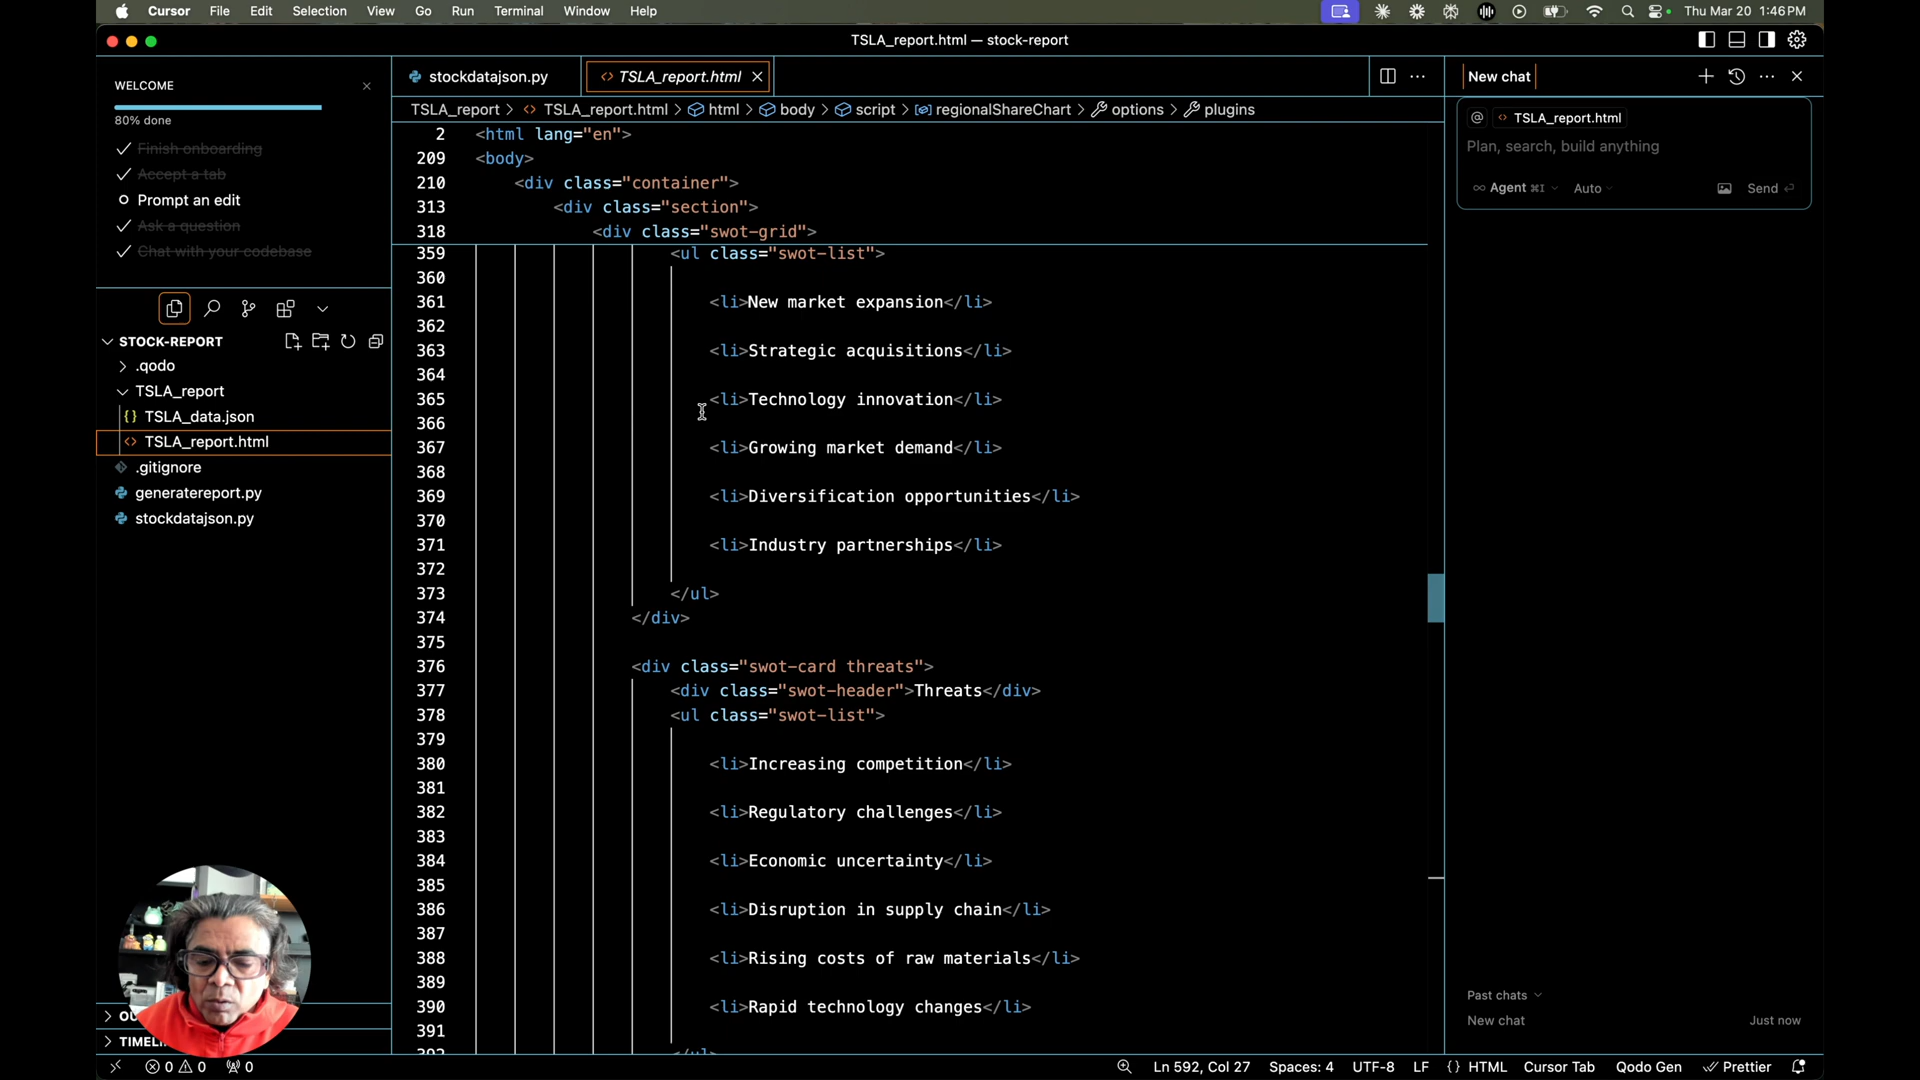 Cursor File Edit Selection View Go Run Terminal Window Help Thu Mar 20 1:46 PM
TSLA_report.html — stock-report
WELCOME
80% done
Finish onboarding
Accept a tab
Prompt an edit
Ask a question
Chat with your codebase
STOCK-REPORT
.qodo
TSLA_report
{} TSLA_data.json
<> TSLA_report.html
.gitignore
generatereport.py
stockdatajson.py
TIMELI
stockdatajson.py <> TSLA_report.html
TSLA_report > <> TSLA_report.html > html > body > script > regionalShareChart > options > plugins
2 <html lang="en">
209 <body>
210 <div class="container">
313 <div class="section">
318 <div class="swot-grid">
359 <ul class="swot-list">
360
361 <li>New market expansion</li>
362
363 <li>Strategic acquisitions</li>
364
365 <li>Technology innovation</li>
366
367 <li>Growing market demand</li>
368
369 <li>Diversification opportunities</li>
370
371 <li>Industry partnerships</li>
372
373 </ul>
374 </div>
375
376 <div class="swot-card threats">
377 <div class="swot-header">Threats</div>
378 <ul class="swot-list">
379
380 <li>Increasing competition</li>
381
382 <li>Regulatory challenges</li>
383
384 <li>Economic uncertainty</li>
385
386 <li>Disruption in supply chain</li>
387
388 <li>Rising costs of raw materials</li>
389
390 <li>Rapid technology changes</li>
391
New chat
@ <> TSLA_report.html
Plan, search, build anything
∞ Agent ⌘I Auto Send
Past chats
New chat Just now
0 0 0 Ln 592, Col 27 Spaces: 4 UTF-8 LF {} HTML Cursor Tab Qodo Gen Prettier